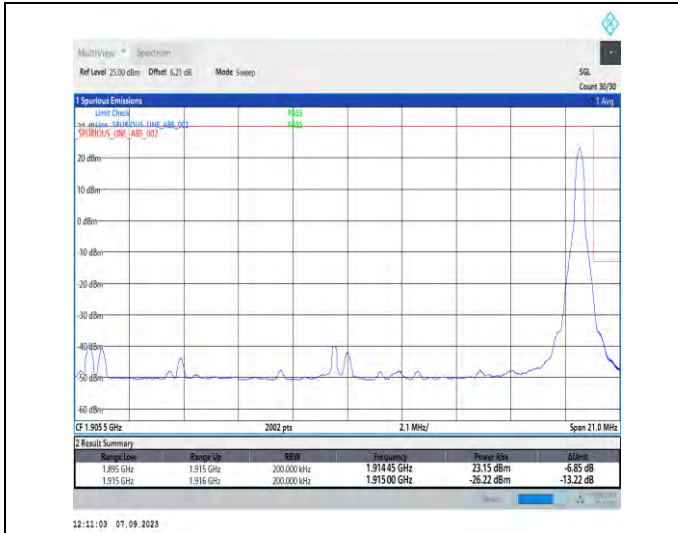 MultiView Spectrum
Ref Level 25.00 dBm Offset 6.21 dB Mode Sweep SGL
Count 30/30
1 Spurious Emissions 1 Avg
Limit Check PASS
Line _SPURIOUS_LINE_ABS_002 PASS
SPURIOUS_LINE_ABS_002
20 dBm
10 dBm
0 dBm
-10 dBm
-20 dBm
-30 dBm
-40 dBm
-50 dBm
-60 dBm
CF 1.905 5 GHz 2002 pts 2.1 MHz/ Span 21.0 MHz
2 Result Summary
Range Low Range Up RBW Frequency Power Abs ΔLimit
1.895 GHz 1.915 GHz 200.000 kHz 1.914 45 GHz 23.15 dBm -6.85 dB
1.915 GHz 1.916 GHz 200.000 kHz 1.915 00 GHz -26.22 dBm -13.22 dB
12:11:03 07.09.2023